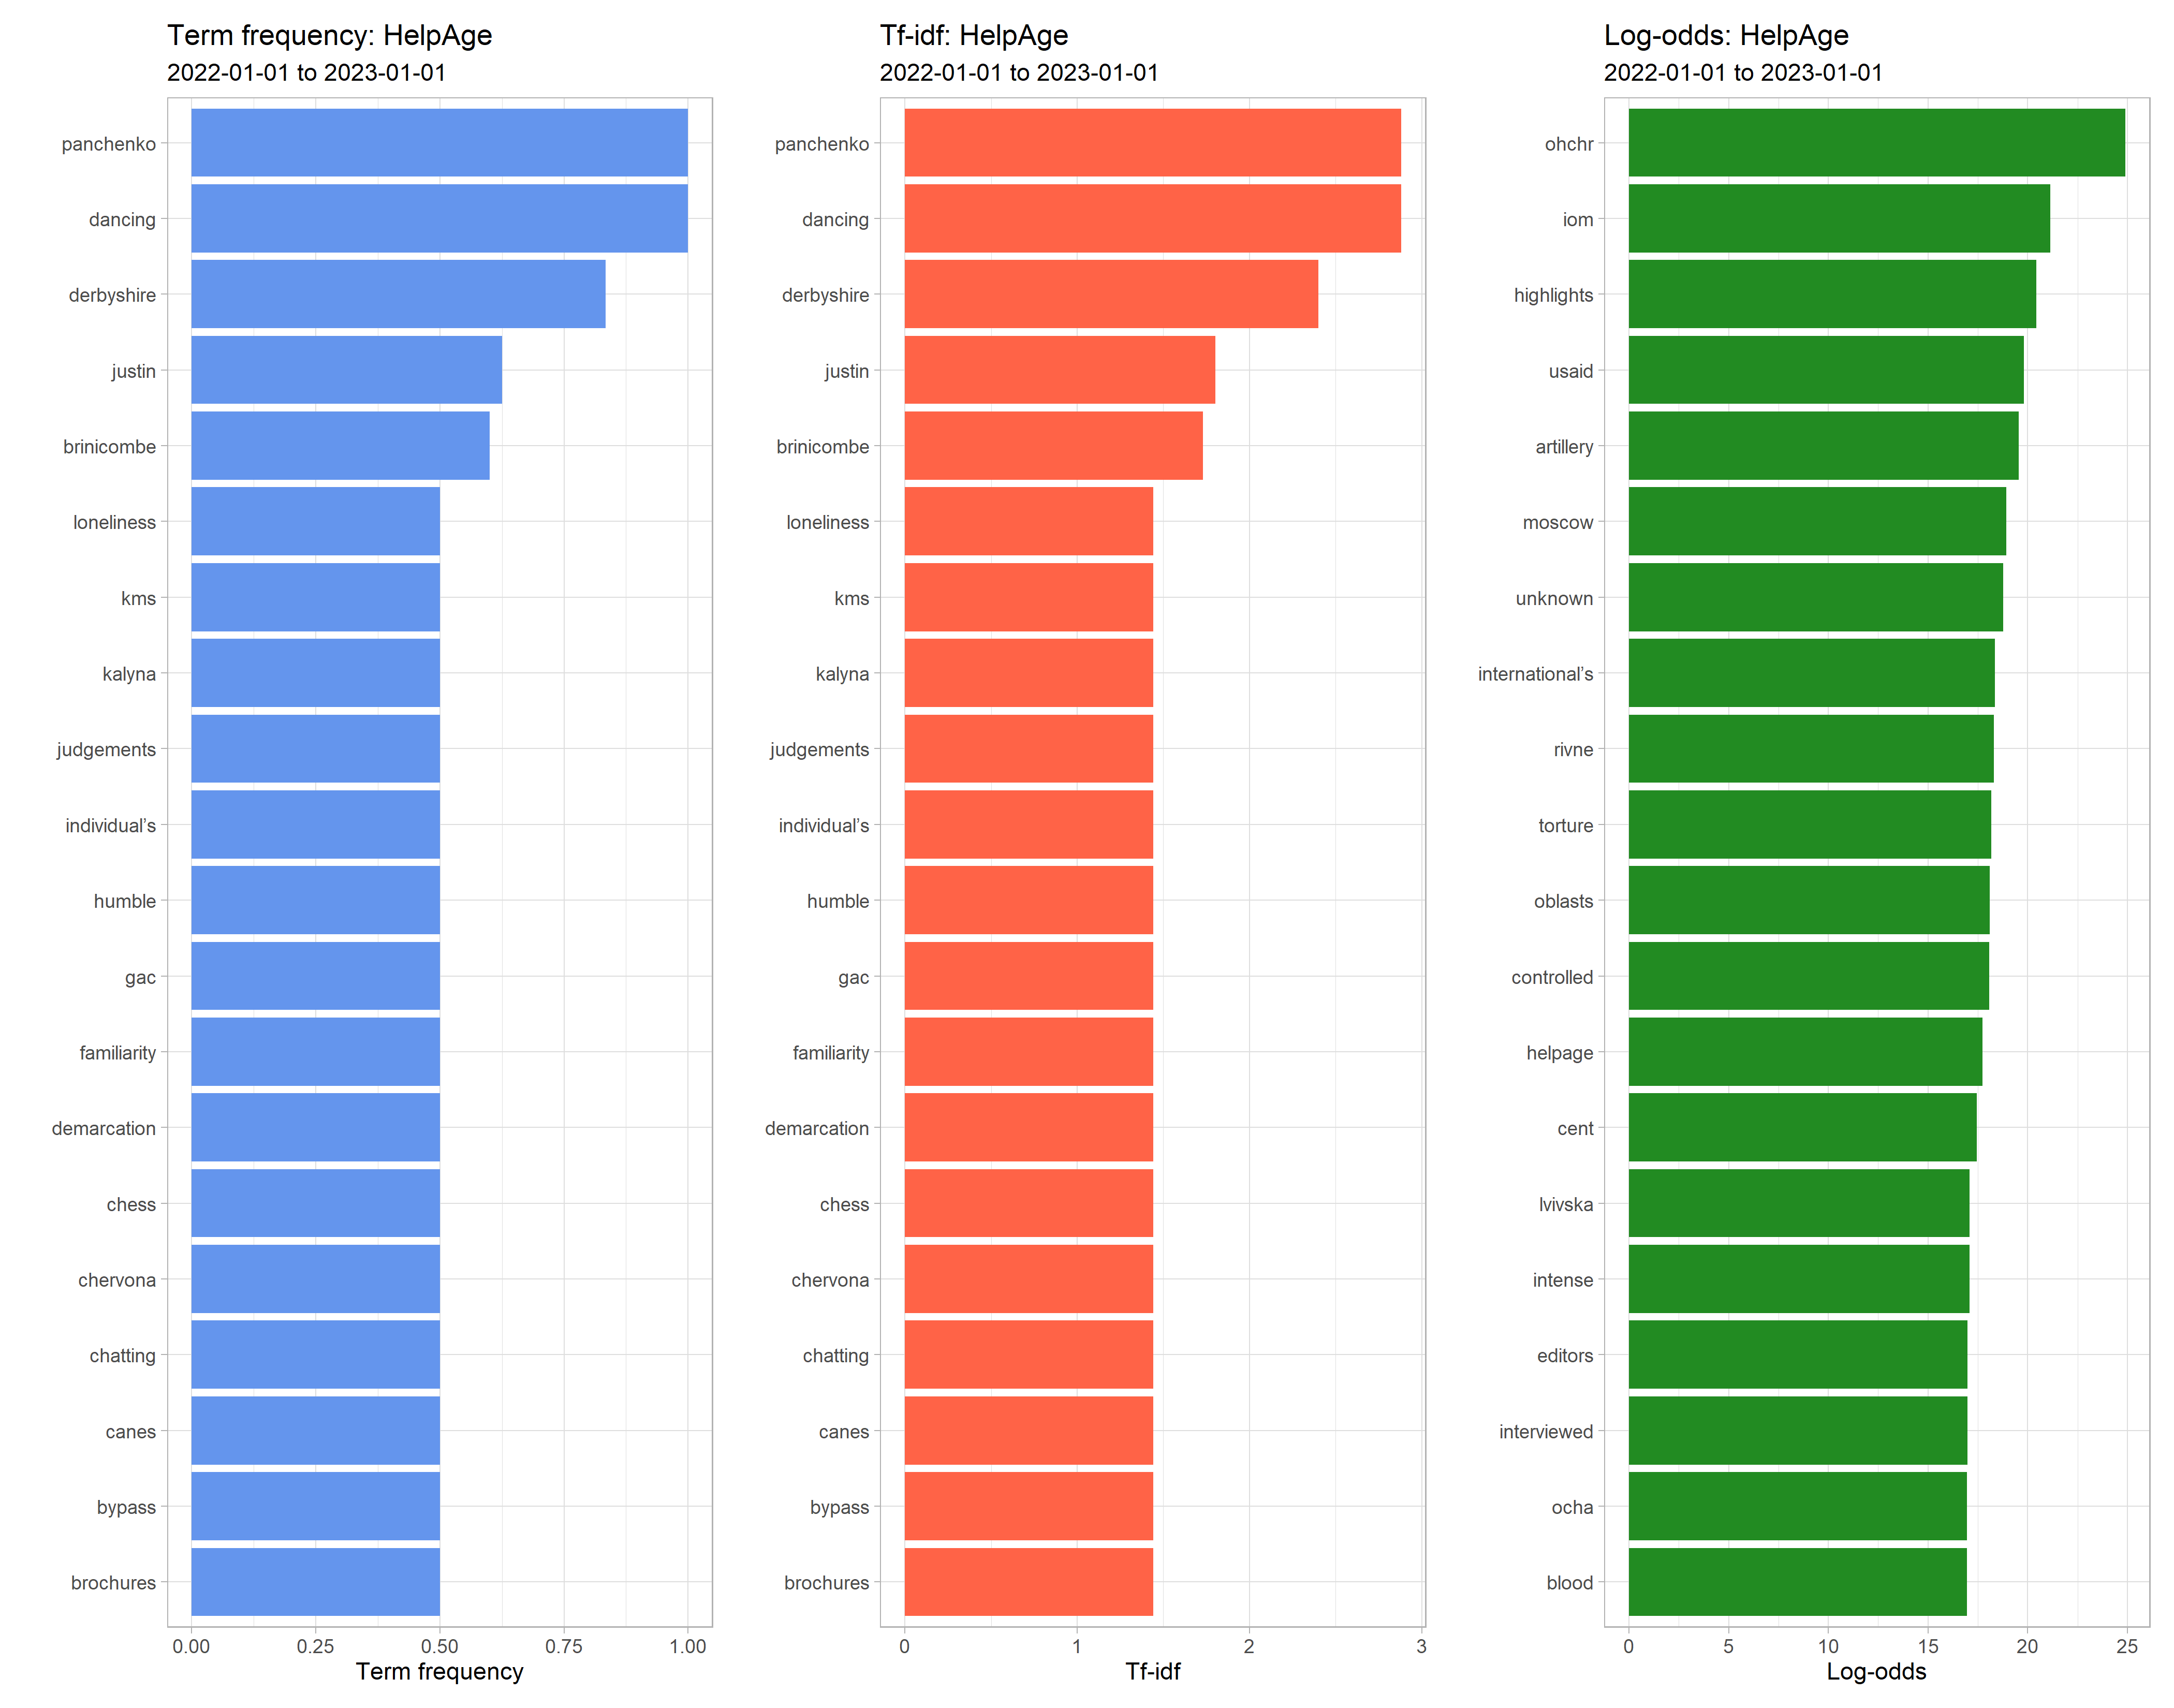 Term frequency: HelpAge
2022-01-01 to 2023-01-01
panchenko
dancing
derbyshire
justin
brinicombe
loneliness
kms
kalyna
judgements
individual’s
humble
gac
familiarity
demarcation
chess
chervona
chatting
canes
bypass
brochures
0.00 0.25 0.50 0.75 1.00
Term frequency
Tf-idf: HelpAge
2022-01-01 to 2023-01-01
panchenko
dancing
derbyshire
justin
brinicombe
loneliness
kms
kalyna
judgements
individual’s
humble
gac
familiarity
demarcation
chess
chervona
chatting
canes
bypass
brochures
0 1 2 3
Tf-idf
Log-odds: HelpAge
2022-01-01 to 2023-01-01
ohchr
iom
highlights
usaid
artillery
moscow
unknown
international’s
rivne
torture
oblasts
controlled
helpage
cent
lvivska
intense
editors
interviewed
ocha
blood
0 5 10 15 20 25
Log-odds